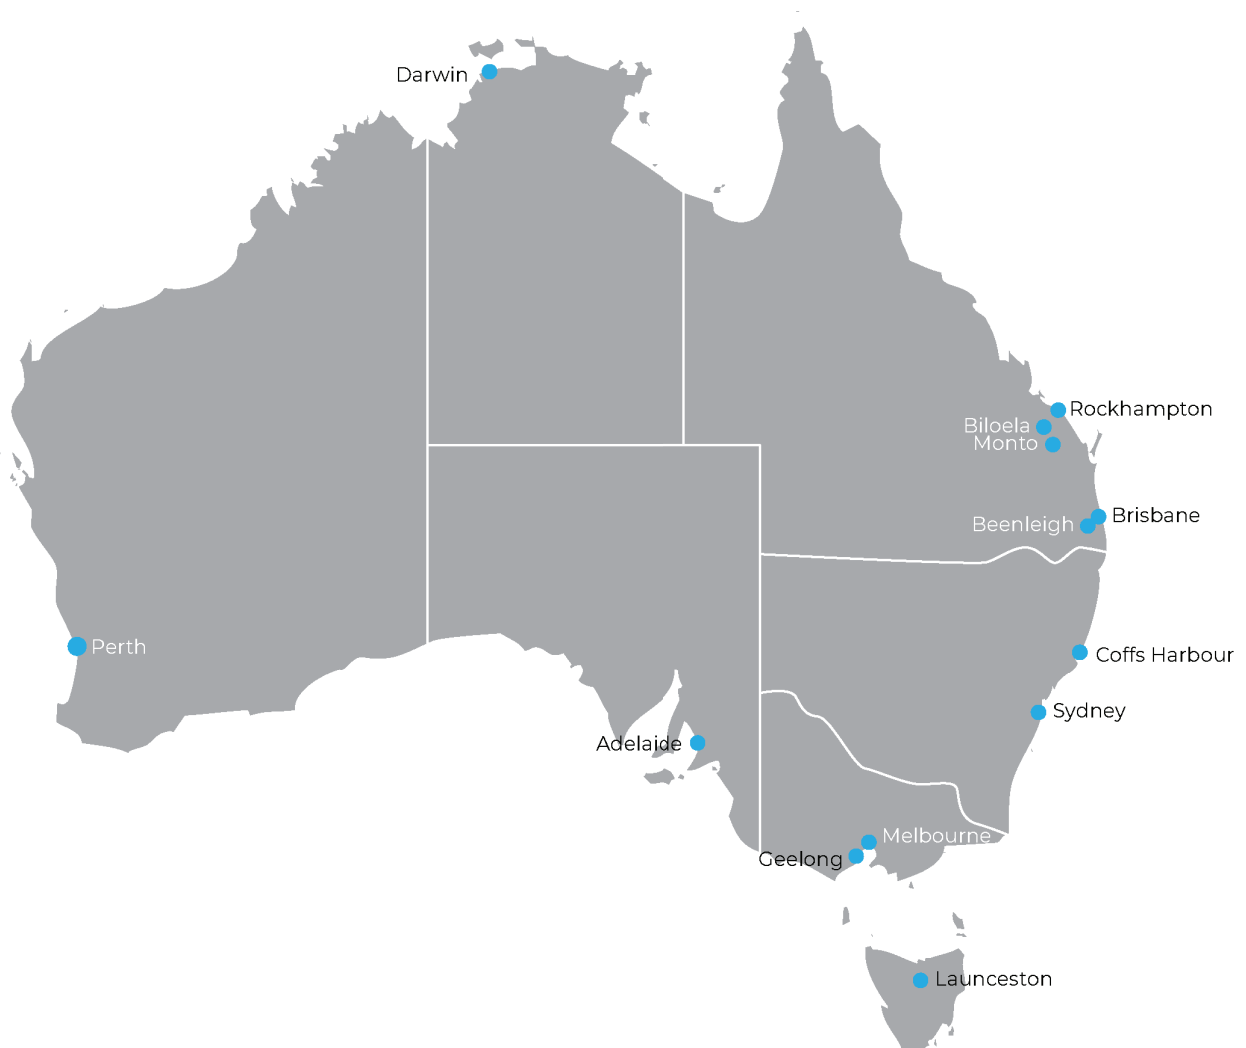 Darwin
Rockhampton
Biloela
Monto
Brisbane
Beenleigh
Perth
Coffs Harbour
Sydney
Adelaide
Melbourne
Geelong
Launceston